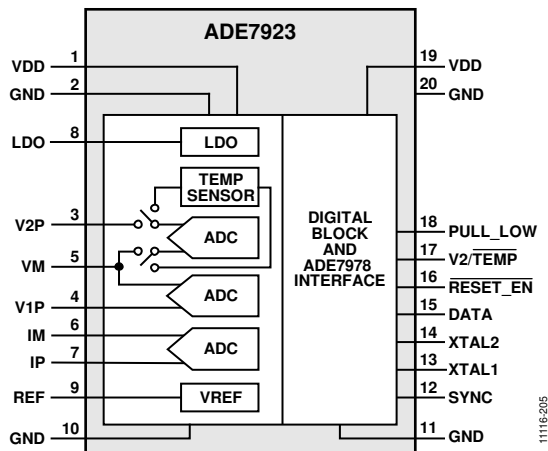 ADE7923
VDD 1
GND 2
LDO 8
V2P 3
VM 5
V1P 4
IM 6
IP 7
REF 9
GND 10
LDO
TEMP
SENSOR
ADC
ADC
ADC
VREF
DIGITAL
BLOCK
AND
ADE7978
INTERFACE
19 VDD
20 GND
18 PULL_LOW
17 V2/TEMP
16 RESET_EN
15 DATA
14 XTAL2
13 XTAL1
12 SYNC
11 GND
11116-205